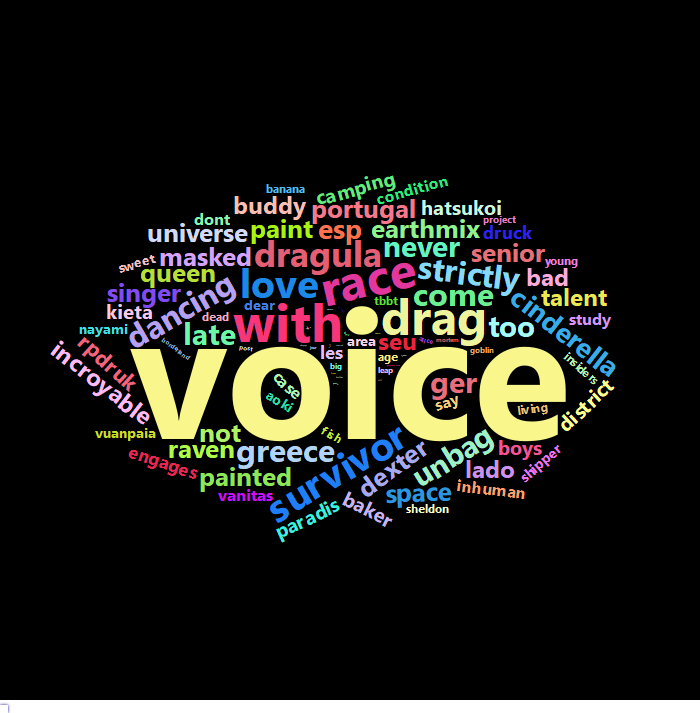 banana
camping
condition
buddy
portugal
hatsukoi
project
dont
universe
paint
esp
earthmix
druck
sweet
masked
dragula
never
senior
young
queen
love
race
strictly
bad
singer
dancing
dear
tbbt
come
cinderella
talent
kieta
late
with
drag
too
study
nayami
dead
area
seu
les
age
goblin
voice
big
leap
insiders
rpdruk
incroyable
case
aoki
ger
say
living
district
vuanpaia
not
fish
raven
greece
survivor
dexter
unbag
boys
shipper
engages
painted
lado
vanitas
space
inhuman
paradis
baker
sheldon